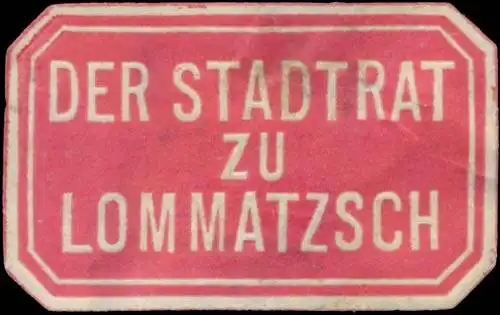 DER STADTRAT
ZU
LOMMATZSCH